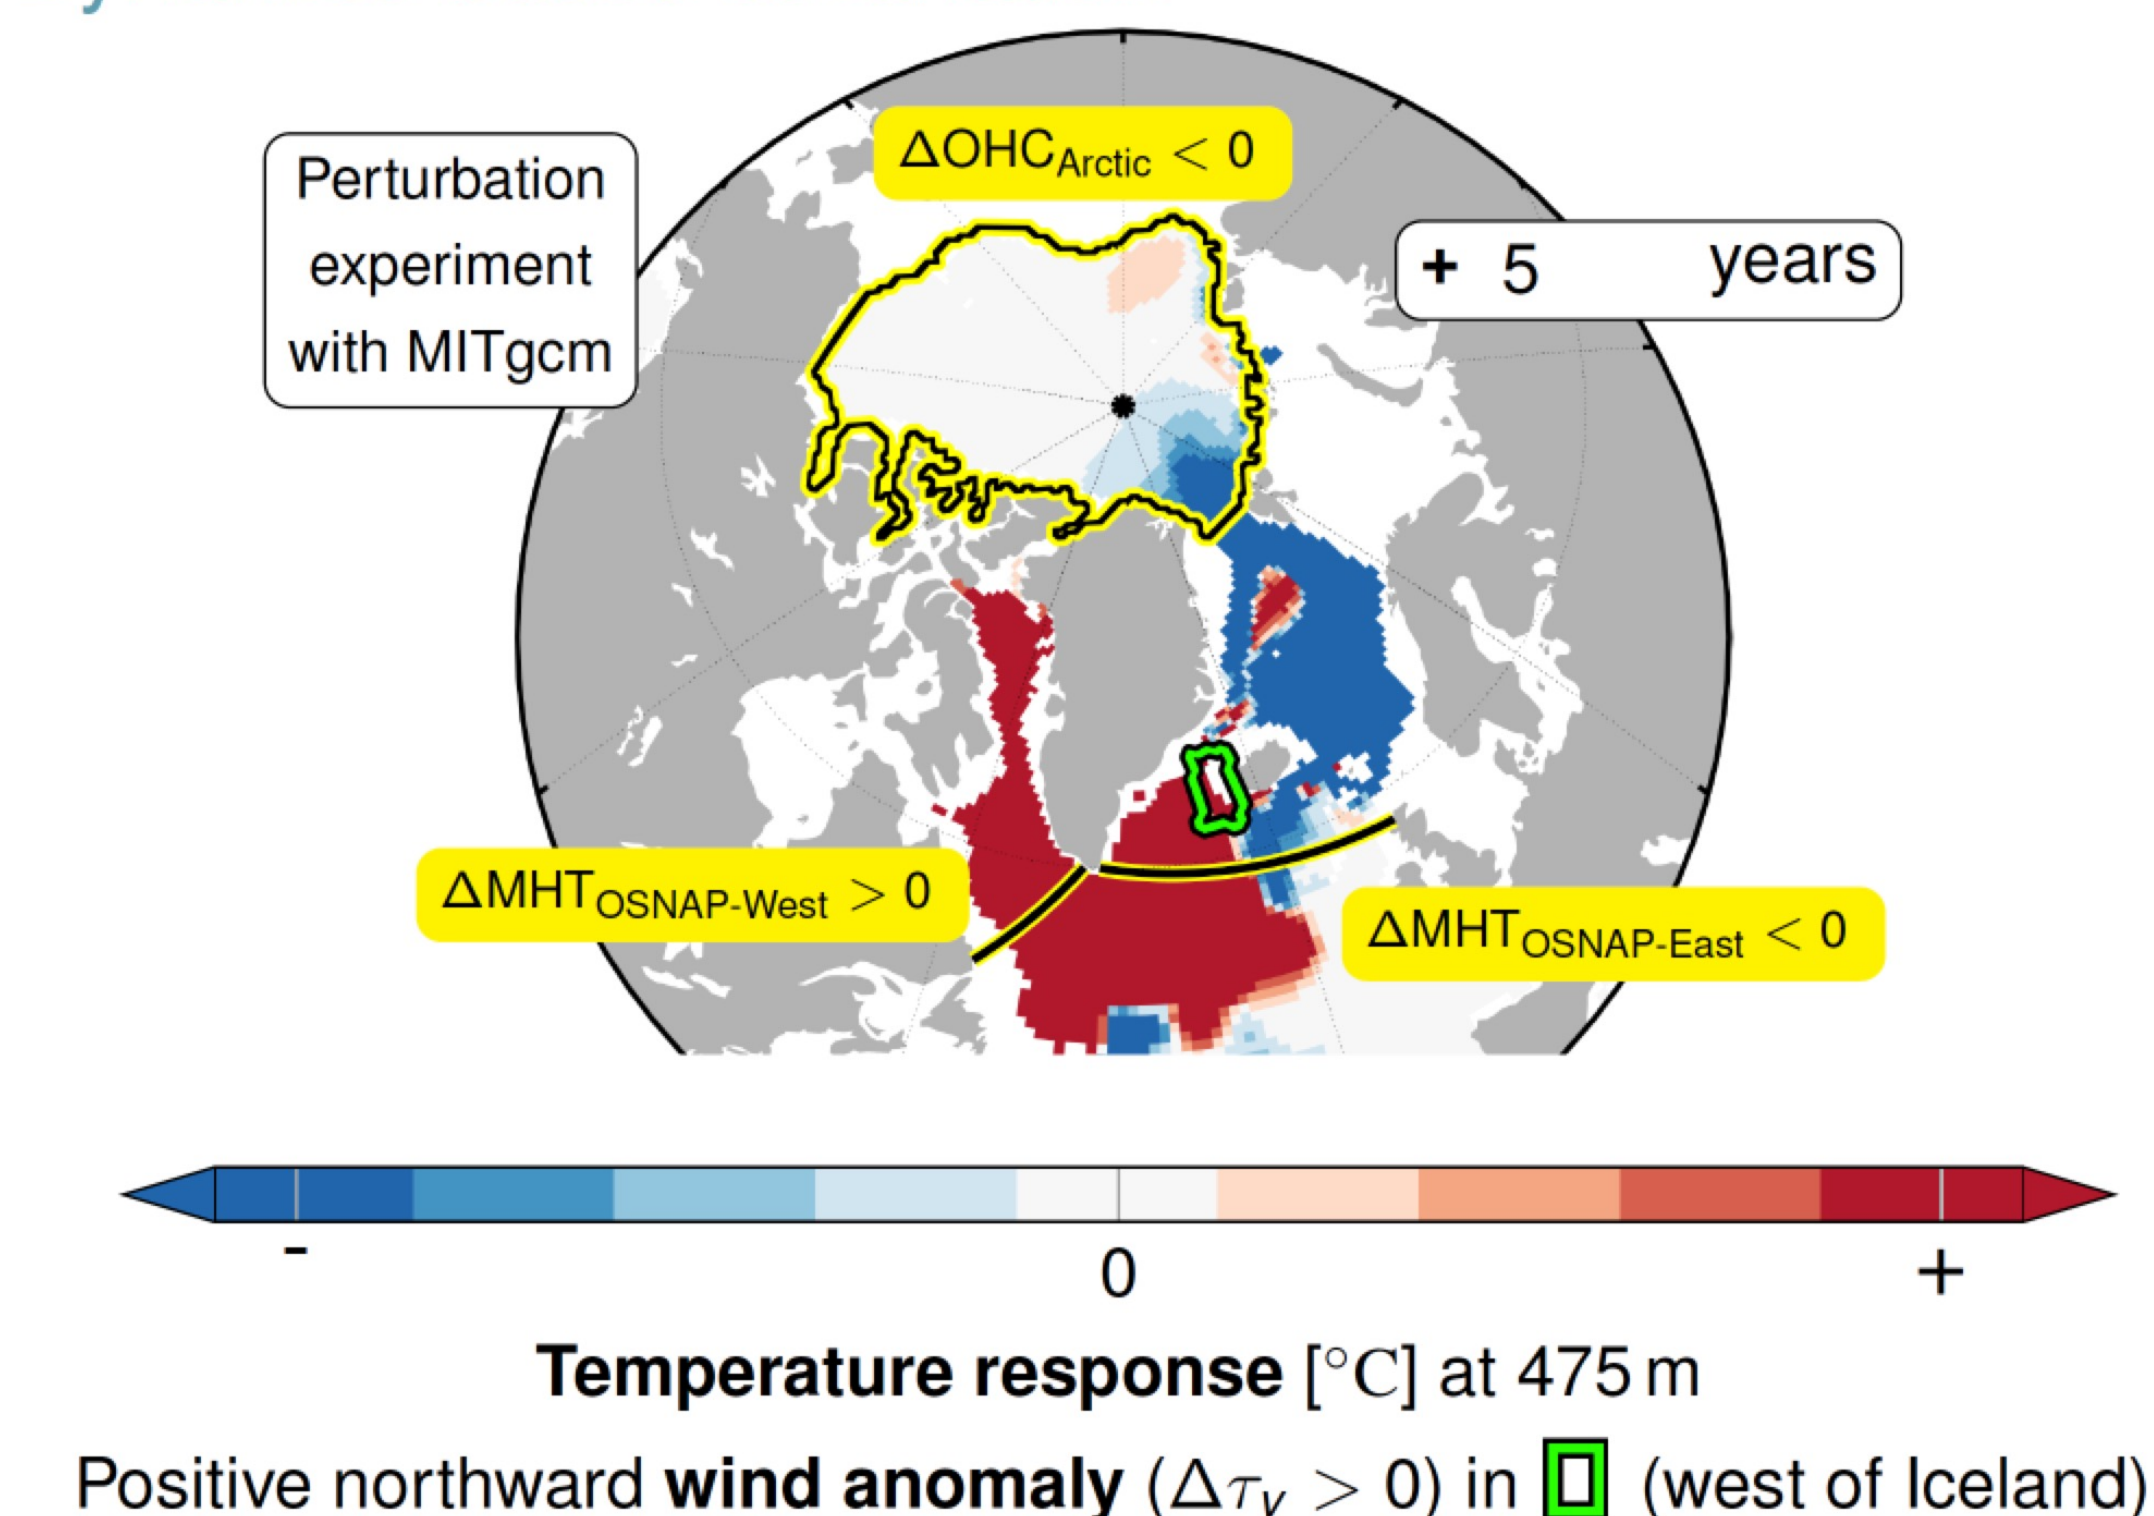 ΔOHC_Arctic < 0
Perturbation
experiment
with MITgcm
+ 5 years
ΔMHT_OSNAP-West > 0
ΔMHT_OSNAP-East < 0
- 0 +
Temperature response [°C] at 475 m
Positive northward wind anomaly (Δτ_v > 0) in (west of Iceland)